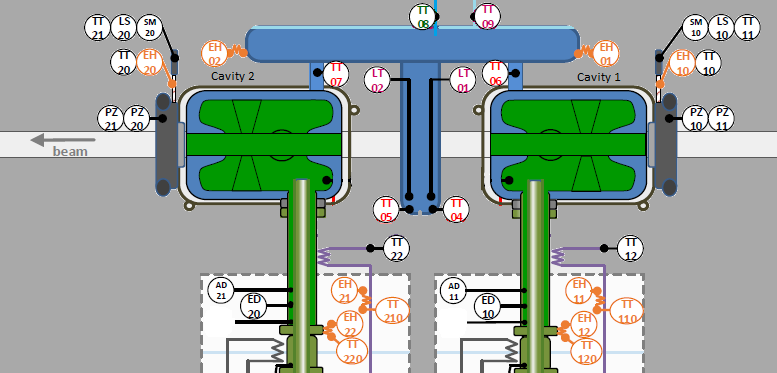 TT 08
TT 09
TT 21
LS 20
SM 20
SM 10
LS 10
TT 11
EH 02
EH 01
TT 20
EH 20
Cavity 2
TT 07
LT 02
LT 01
TT 06
Cavity 1
EH 10
TT 10
PZ 21
PZ 20
PZ 10
PZ 11
beam
TT 05
TT 04
TT 22
TT 12
AD 21
ED 20
EH 21
TT 210
EH 22
TT 220
AD 11
ED 10
EH 11
TT 110
EH 12
TT 120